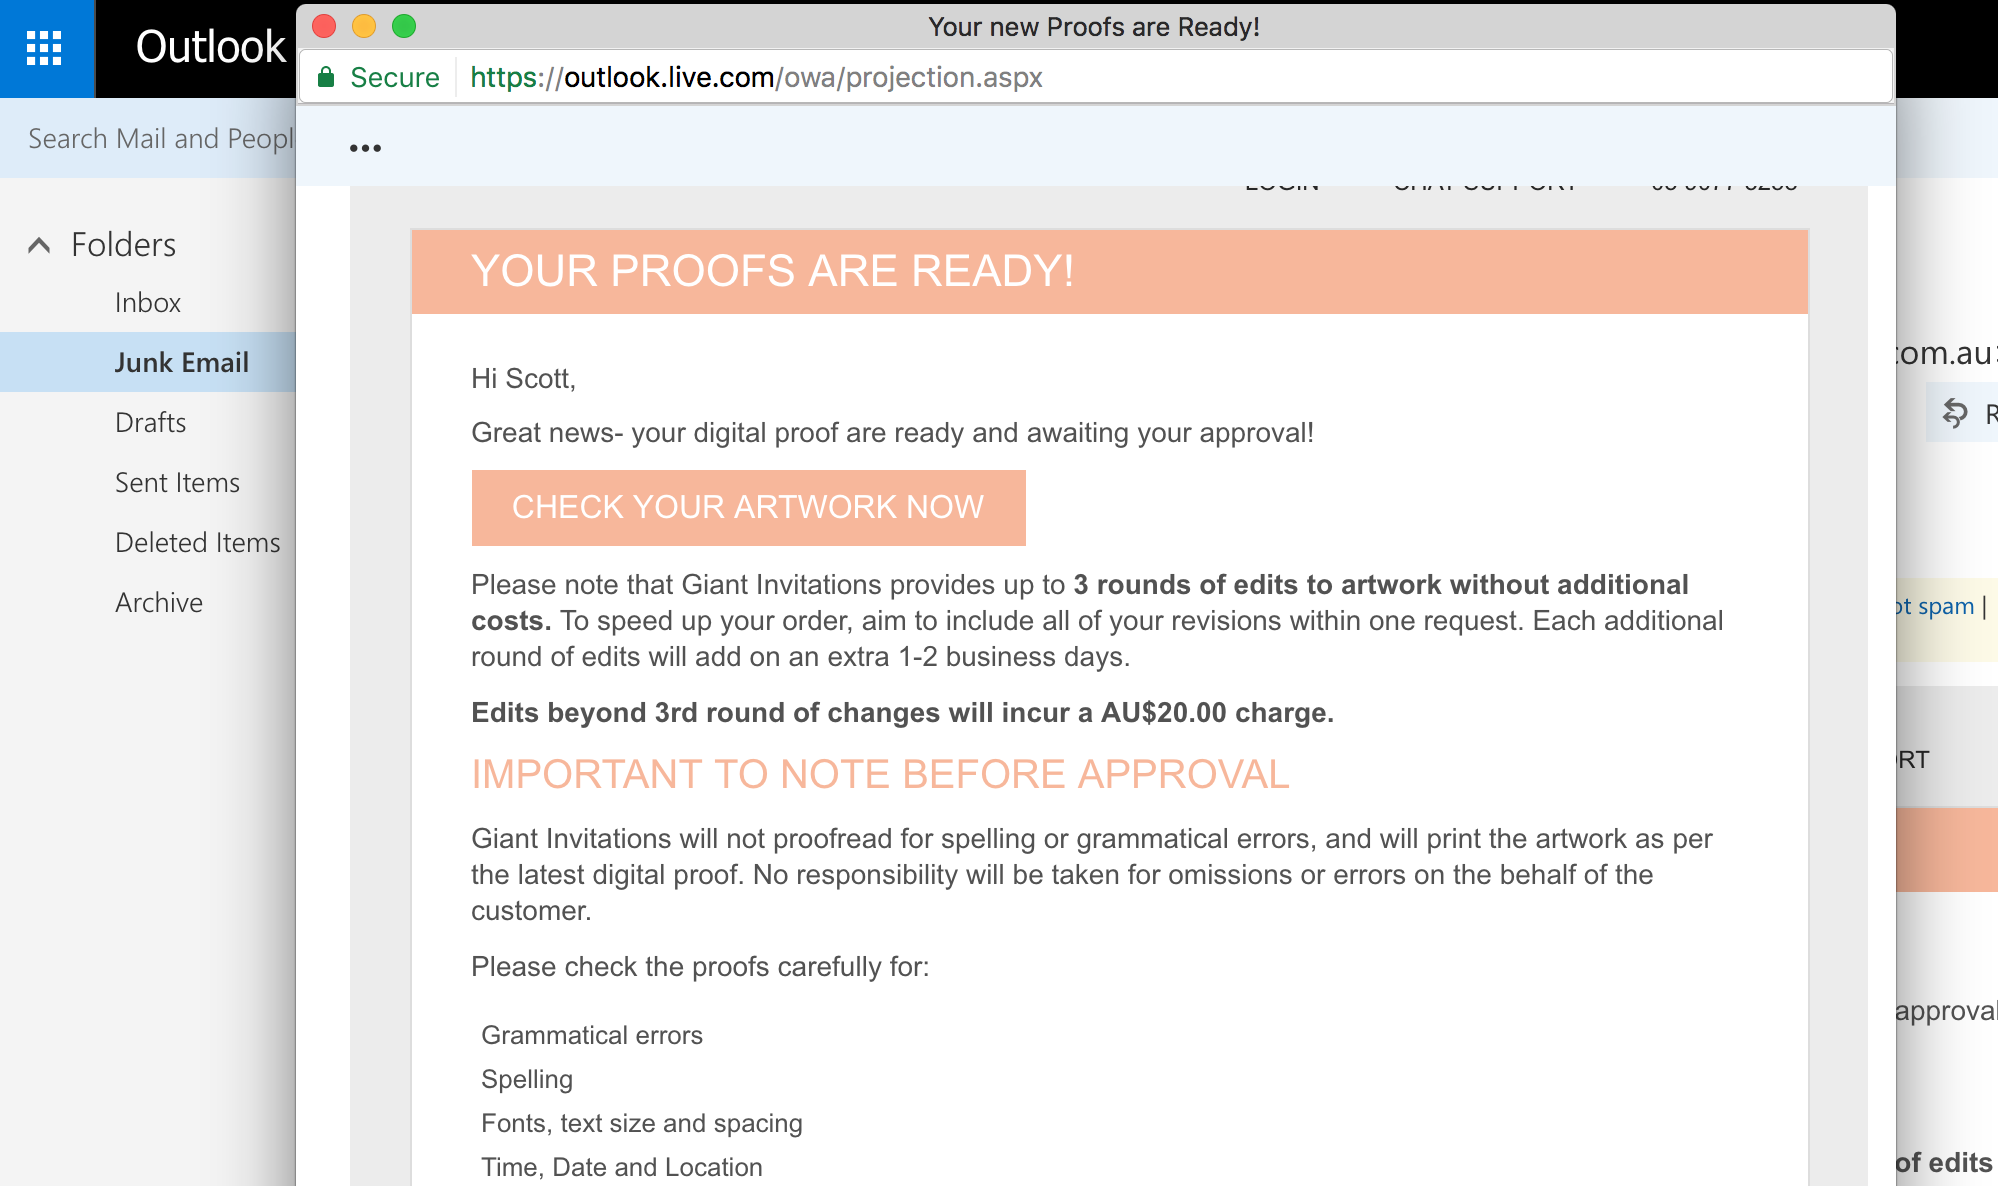 Outlook
Your new Proofs are Ready!
Secure
https://outlook.live.com/owa/projection.aspx
Search Mail and Peopl
•••
LOGIN CHAT SUPPORT
Folders
Inbox
Junk Email
Drafts
Sent Items
Deleted Items
Archive
YOUR PROOFS ARE READY!
Hi Scott,
Great news- your digital proof are ready and awaiting your approval!
CHECK YOUR ARTWORK NOW
Please note that Giant Invitations provides up to 3 rounds of edits to artwork without additional
costs. To speed up your order, aim to include all of your revisions within one request. Each additional
round of edits will add on an extra 1-2 business days.
Edits beyond 3rd round of changes will incur a AU$20.00 charge.
IMPORTANT TO NOTE BEFORE APPROVAL
Giant Invitations will not proofread for spelling or grammatical errors, and will print the artwork as per
the latest digital proof. No responsibility will be taken for omissions or errors on the behalf of the
customer.
Please check the proofs carefully for:
Grammatical errors
Spelling
Fonts, text size and spacing
Time, Date and Location
com.au
R
ot spam |
RT
approval
of edits